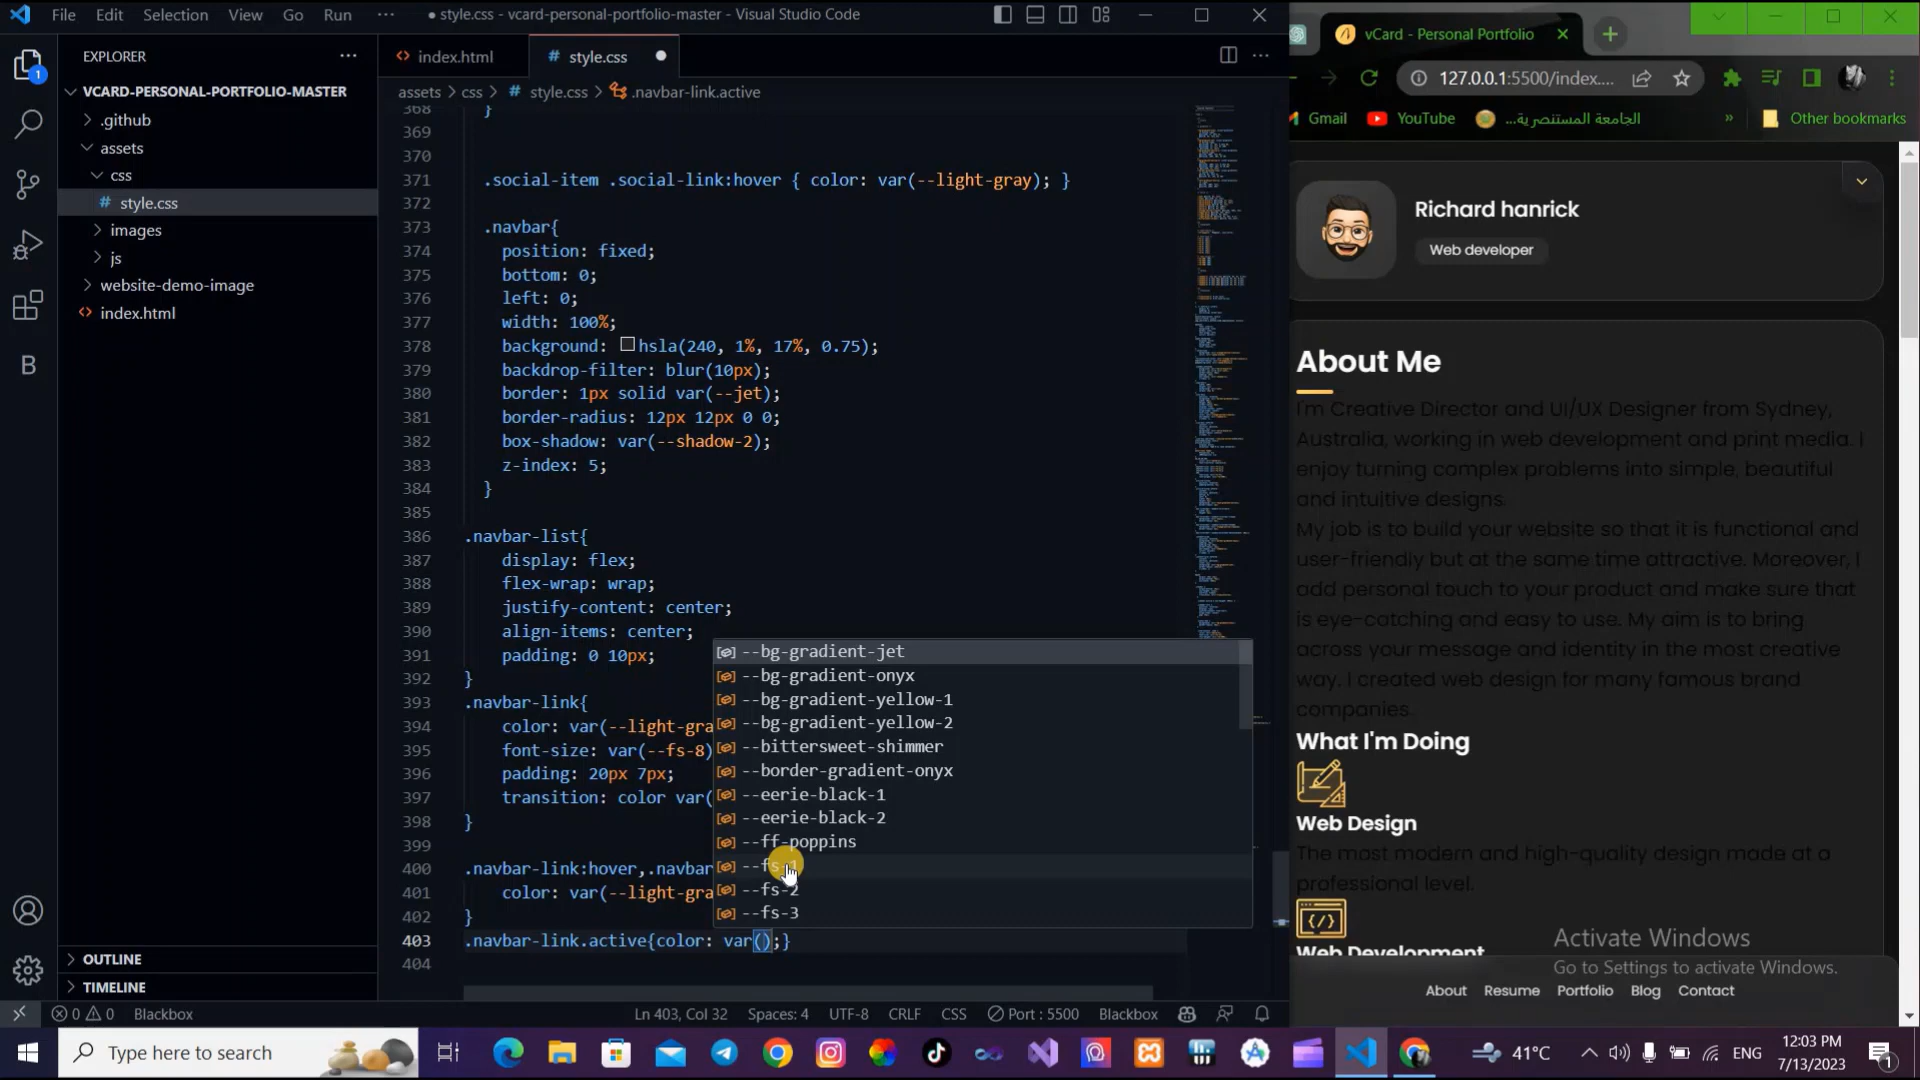 File Edit Selection View Go Run ··· ● style.css - vcard-personal-portfolio-master - Visual Studio Code
EXPLORER ···
VCARD-PERSONAL-PORTFOLIO-MASTER
.github
assets
css
# style.css
images
js
website-demo-image
<> index.html
OUTLINE
TIMELINE
<> index.html # style.css ●
assets > css > # style.css > .navbar-link.active
368 }
369
370
371 .social-item .social-link:hover { color: var(--light-gray); }
372
373 .navbar{
374 position: fixed;
375 bottom: 0;
376 left: 0;
377 width: 100%;
378 background: hsla(240, 1%, 17%, 0.75);
379 backdrop-filter: blur(10px);
380 border: 1px solid var(--jet);
381 border-radius: 12px 12px 0 0;
382 box-shadow: var(--shadow-2);
383 z-index: 5;
384 }
385
386 .navbar-list{
387 display: flex;
388 flex-wrap: wrap;
389 justify-content: center;
390 align-items: center;
391 padding: 0 10px;
392 }
393 .navbar-link{
394 color: var(--light-gra
395 font-size: var(--fs-8)
396 padding: 20px 7px;
397 transition: color var(
398 }
399
400 .navbar-link:hover,.navbar
401 color: var(--light-gra
402 }
403 .navbar-link.active{color: var();}
404
--bg-gradient-jet
--bg-gradient-onyx
--bg-gradient-yellow-1
--bg-gradient-yellow-2
--bittersweet-shimmer
--border-gradient-onyx
--eerie-black-1
--eerie-black-2
--ff-poppins
--fs-1
--fs-2
--fs-3
0 0 Blackbox Ln 403, Col 32 Spaces: 4 UTF-8 CRLF CSS Port : 5500 Blackbox
vCard - Personal Portfolio
127.0.0.1:5500/index....
Gmail YouTube الجامعة المستنصرية... » Other bookmarks
Richard hanrick
Web developer
About Me
I'm Creative Director and UI/UX Designer from Sydney,
Australia, working in web development and print media. I
enjoy turning complex problems into simple, beautiful
and intuitive designs.
My job is to build your website so that it is functional and
user-friendly but at the same time attractive. Moreover, I
add personal touch to your product and make sure that
is eye-catching and easy to use. My aim is to bring
across your message and identity in the most creative
way. I created web design for many famous brand
companies.
What I'm Doing
Web Design
The most modern and high-quality design made at a
professional level.
Web Development
Activate Windows
Go to Settings to activate Windows.
About Resume Portfolio Blog Contact
Type here to search
41°C ENG 12:03 PM
7/13/2023
1
1
B